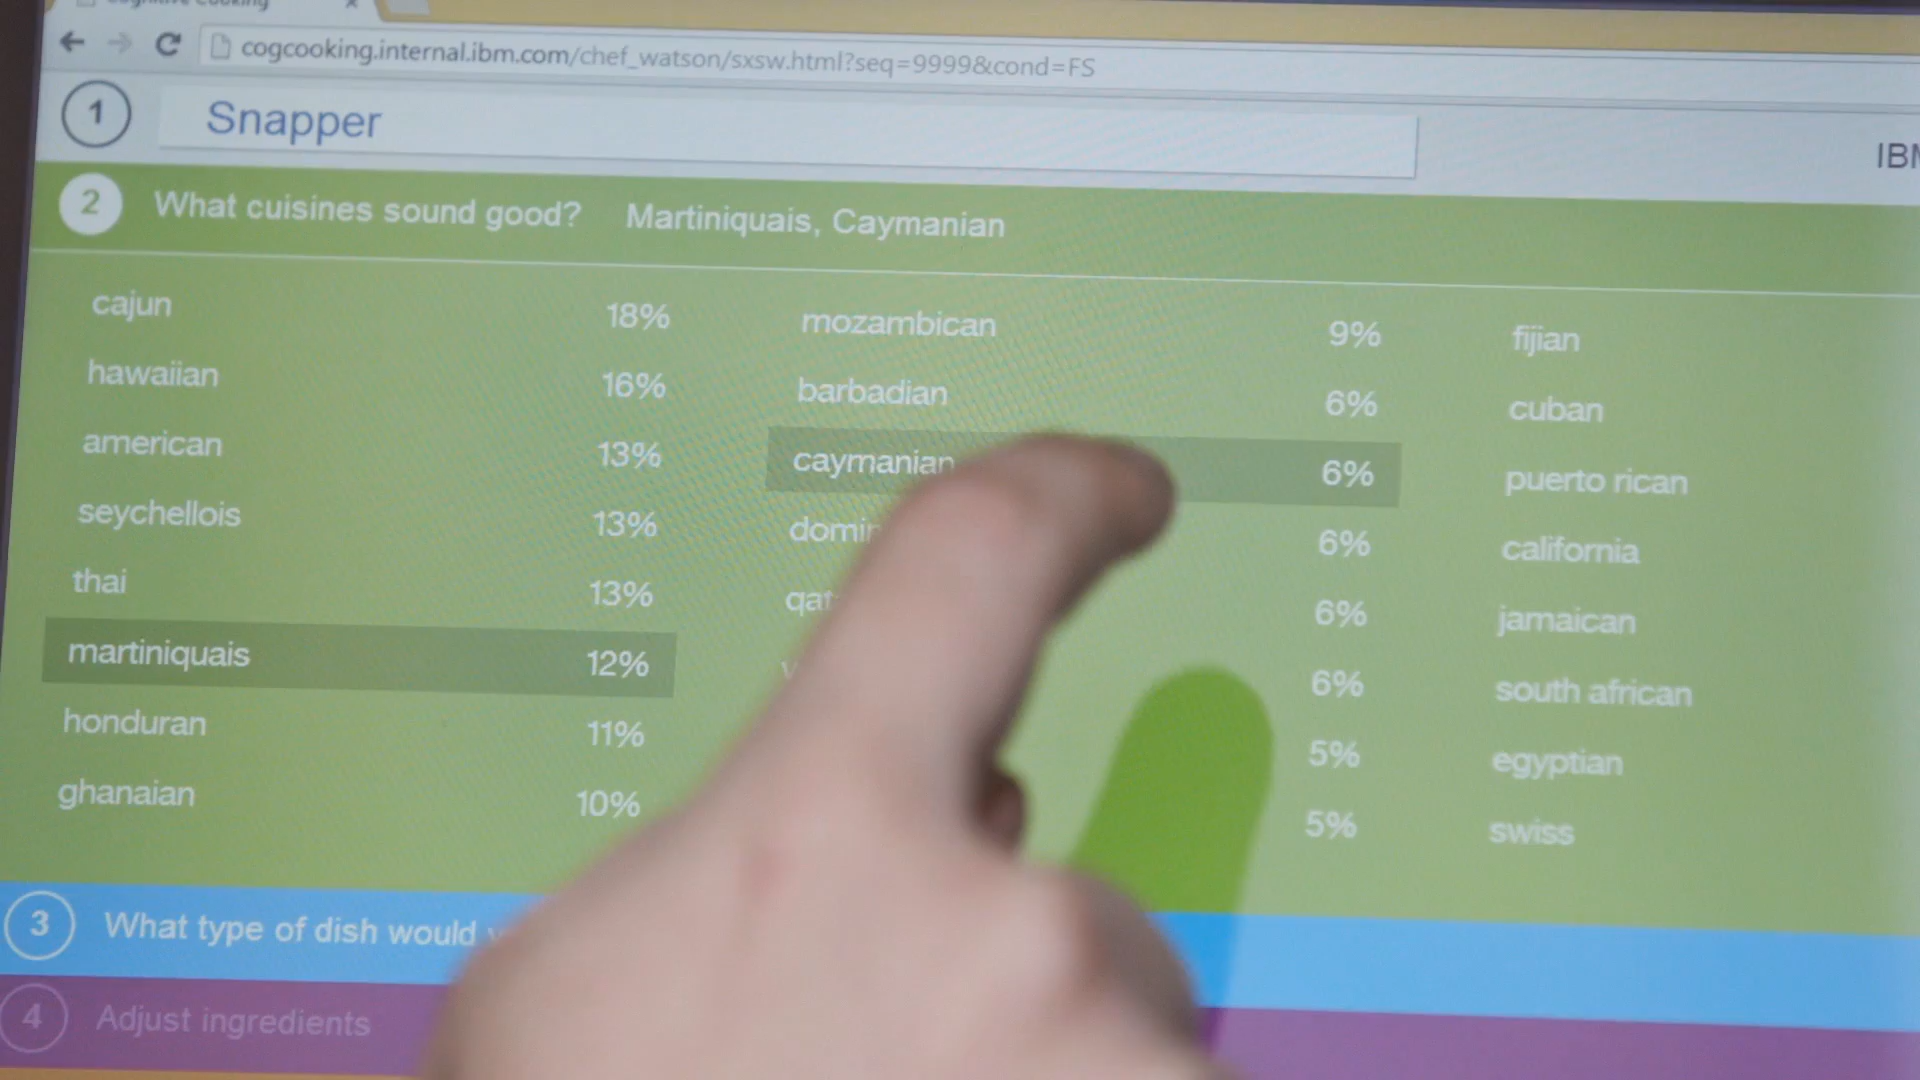 cogcooking.internal.ibm.com/chef_watson/sxsw.html?seq=9999&cond=FS
1 Snapper
2 What cuisines sound good? Martiniquais, Caymanian
cajun 18% mozambican 9% fijian
hawaiian 16% barbadian 6% cuban
american 13% caymanian 6% puerto rican
seychellois 13% 6% california
thai 13% 6% jamaican
martiniquais 12% 6% south african
honduran 11% 5% egyptian
ghanaian 10% 5% swiss
3 What type of dish would
4 Adjust ingredients